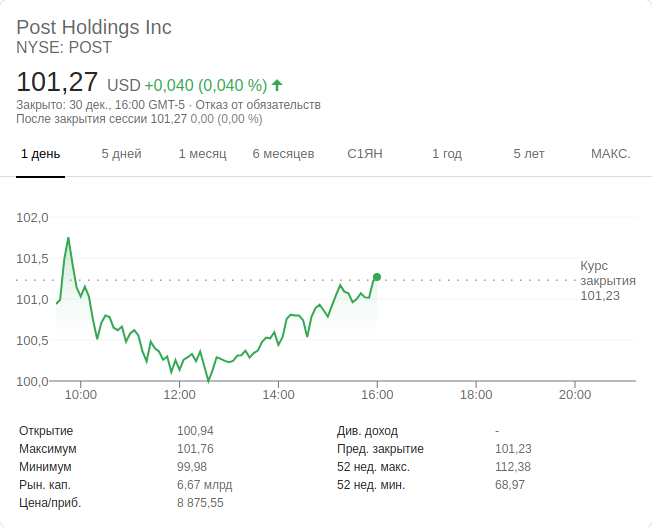 Post Holdings Inc
NYSE: POST
101,27 USD +0,040 (0,040 %)
Закрыто: 30 дек., 16:00 GMT-5 · Отказ от обязательств
После закрытия сессии 101,27 0,00 (0,00 %)
1 день 5 дней 1 месяц 6 месяцев С1ЯН 1 год 5 лет МАКС.
102,0
101,5
Курс
закрытия
101,23
101,0
100,5
100,0
10:00 12:00 14:00 16:00 18:00 20:00
Открытие 100,94 Див. доход -
Максимум 101,76 Пред. закрытие 101,23
Минимум 99,98 52 нед. макс. 112,38
Рын. кап. 6,67 млрд 52 нед. мин. 68,97
Цена/приб. 8 875,55